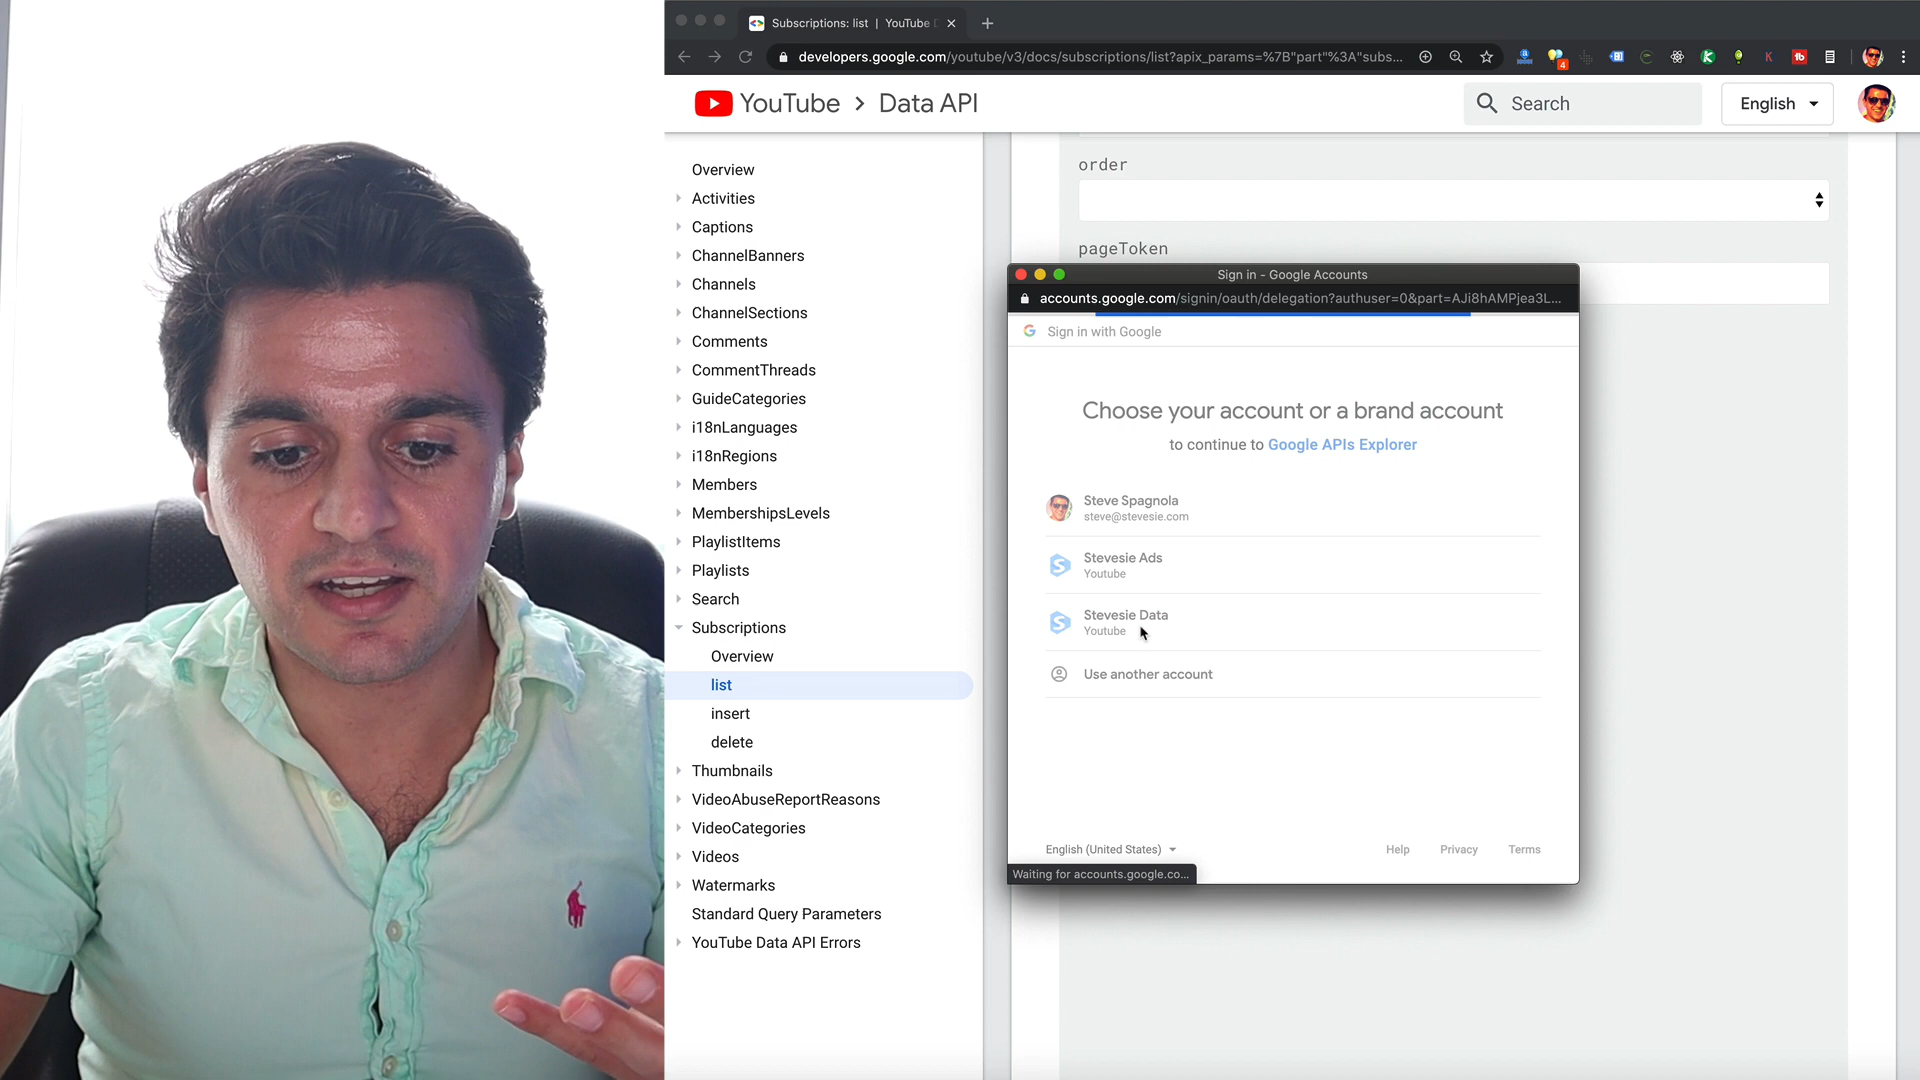 Subscriptions: list | YouTube D
developers.google.com/youtube/v3/docs/subscriptions/list?apix_params=%7B"part"%3A"subs...
4
YouTube > Data API
Search
English
Overview
Activities
Captions
ChannelBanners
Channels
ChannelSections
Comments
CommentThreads
GuideCategories
i18nLanguages
i18nRegions
Members
MembershipsLevels
PlaylistItems
Playlists
Search
Subscriptions
Overview
list
insert
delete
Thumbnails
VideoAbuseReportReasons
VideoCategories
Videos
Watermarks
Standard Query Parameters
YouTube Data API Errors
order
pageToken
Sign in - Google Accounts
accounts.google.com/signin/oauth/delegation?authuser=0&part=AJi8hAMPjea3L...
Sign in with Google
Choose your account or a brand account
to continue to Google APIs Explorer
Steve Spagnola
steve@stevesie.com
Stevesie Ads
Youtube
Stevesie Data
Youtube
Use another account
English (United States)
Help Privacy Terms
Waiting for accounts.google.co...